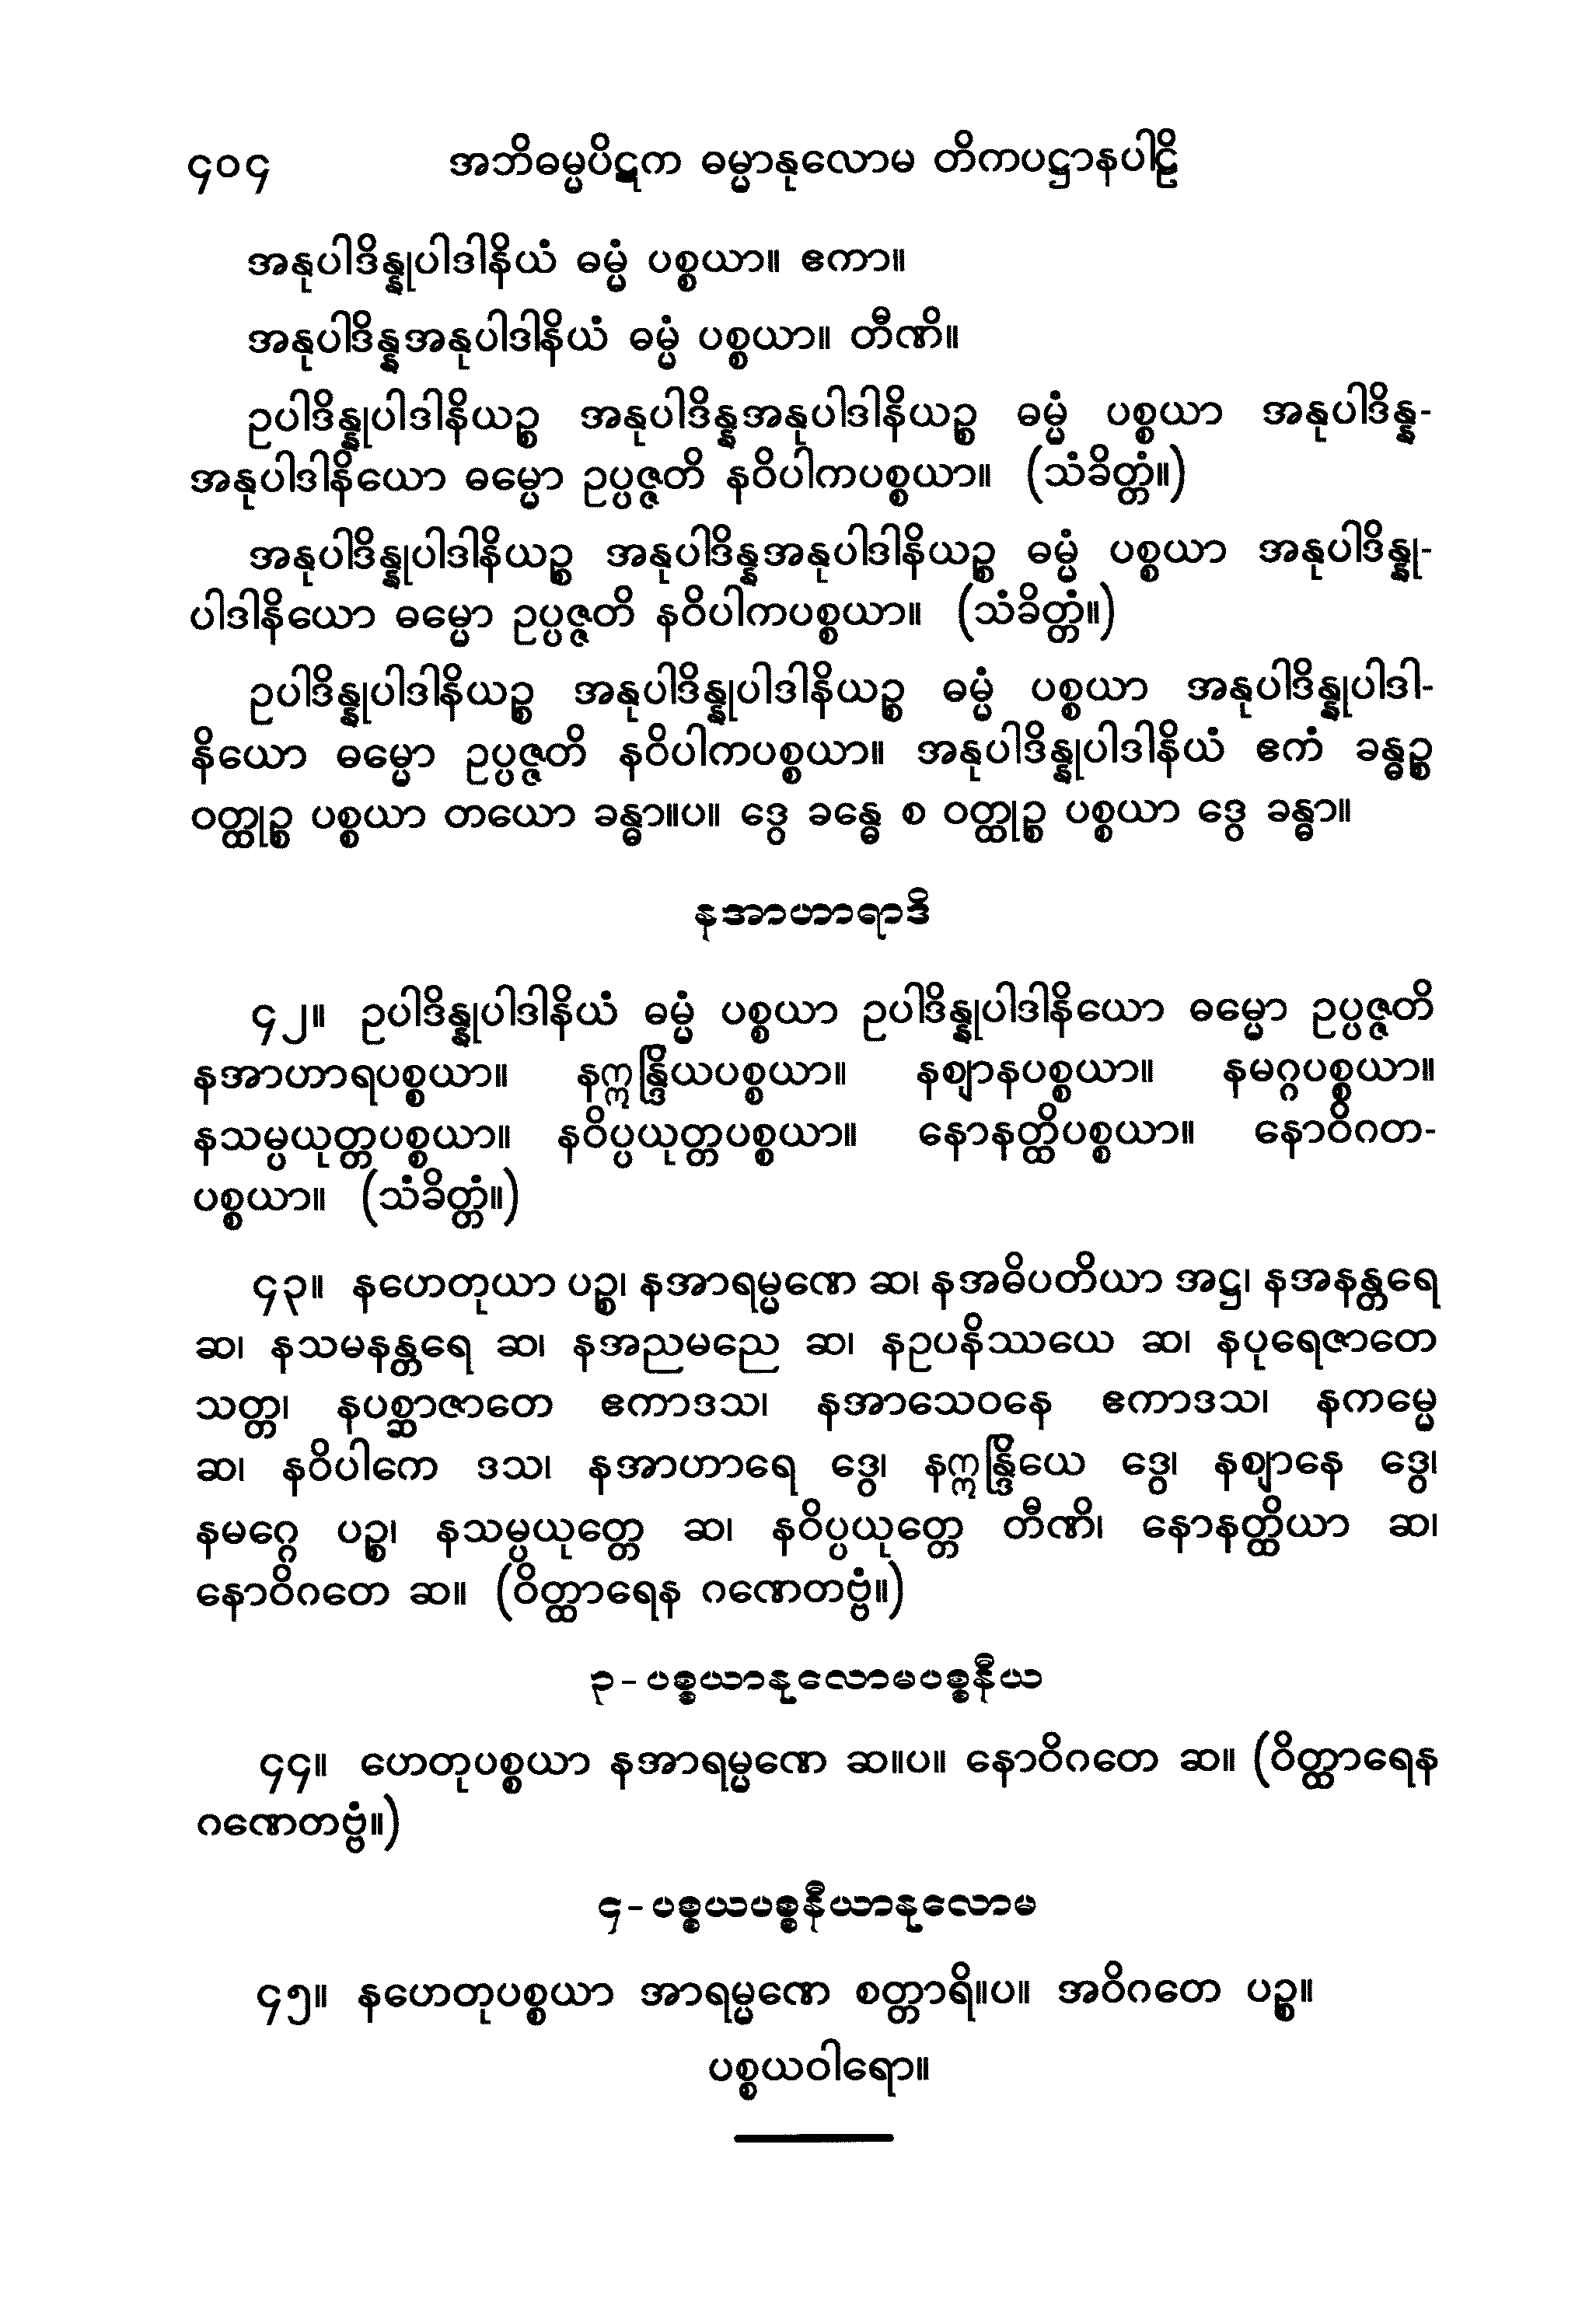 ၄၀၄ အဘိဓမ္မပိဋက ဓမ္မာနုလောမ တိကပဋ္ဌာနပါဠိ
အနုပါဒိန္နုပါဒါနိယံ ဓမ္မံ ပစ္စယာ။ ဧကာ။
အနုပါဒိန္နအနုပါဒါနိယံ ဓမ္မံ ပစ္စယာ။ တီဏိ။
ဥပါဒိန္နုပါဒါနိယဉ္စ အနုပါဒိန္နအနုပါဒါနိယဉ္စ ဓမ္မံ ပစ္စယာ အနုပါဒိန္န-
အနုပါဒါနိယော ဓမ္မော ဥပ္ပဇ္ဇတိ နဝိပါကပစ္စယာ။ (သံခိတ္တံ။)
အနုပါဒိန္နုပါဒါနိယဉ္စ အနုပါဒိန္နအနုပါဒါနိယဉ္စ ဓမ္မံ ပစ္စယာ အနုပါဒိန္နု-
ပါဒါနိယော ဓမ္မော ဥပ္ပဇ္ဇတိ နဝိပါကပစ္စယာ။ (သံခိတ္တံ။)
ဥပါဒိန္နုပါဒါနိယဉ္စ အနုပါဒိန္နုပါဒါနိယဉ္စ ဓမ္မံ ပစ္စယာ အနုပါဒိန္နုပါဒါ-
နိယော ဓမ္မော ဥပ္ပဇ္ဇတိ နဝိပါကပစ္စယာ။ အနုပါဒိန္နုပါဒါနိယံ ဧကံ ခန္ဓဉ္စ
ဝတ္ထုဉ္စ ပစ္စယာ တယော ခန္ဓာ။ပ။ ဒွေ ခန္ဓေ စ ဝတ္ထုဉ္စ ပစ္စယာ ဒွေ ခန္ဓာ။
နအာဟာရာဒိ
၄၂။ ဥပါဒိန္နုပါဒါနိယံ ဓမ္မံ ပစ္စယာ ဥပါဒိန္နုပါဒါနိယော ဓမ္မော ဥပ္ပဇ္ဇတိ
နအာဟာရပစ္စယာ။ နဣန္ဒြိယပစ္စယာ။ နဈာနပစ္စယာ။ နမဂ္ဂပစ္စယာ။
နသမ္ပယုတ္တပစ္စယာ။ နဝိပ္ပယုတ္တပစ္စယာ။ နောနတ္ထိပစ္စယာ။ နောဝိဂတ-
ပစ္စယာ။ (သံခိတ္တံ။)
၄၃။ နဟေတုယာ ပဉ္စ၊ နအာရမ္မဏေ ဆ၊ နအဓိပတိယာ အဋ္ဌ၊ နအနန္တရေ
ဆ၊ နသမနန္တရေ ဆ၊ နအညမညေ ဆ၊ နဥပနိဿယေ ဆ၊ နပုရေဇာတေ
သတ္တ၊ နပစ္ဆာဇာတေ ဧကာဒသ၊ နအာသေဝနေ ဧကာဒသ၊ နကမ္မေ
ဆ၊ နဝိပါကေ ဒသ၊ နအာဟာရေ ဒွေ၊ နဣန္ဒြိယေ ဒွေ၊ နဈာနေ ဒွေ၊
နမဂ္ဂေ ပဉ္စ၊ နသမ္ပယုတ္တေ ဆ၊ နဝိပ္ပယုတ္တေ တီဏိ၊ နောနတ္ထိယာ ဆ၊
နောဝိဂတေ ဆ။ (ဝိတ္ထာရေန ဂဏေတဗ္ဗံ။)
၃-ပစ္စယာနုလောမပစ္စနီယ
၄၄။ ဟေတုပစ္စယာ နအာရမ္မဏေ ဆ။ပ။ နောဝိဂတေ ဆ။ (ဝိတ္ထာရေန
ဂဏေတဗ္ဗံ။)
၄-ပစ္စယပစ္စနီယာနုလောမ
၄၅။ နဟေတုပစ္စယာ အာရမ္မဏေ စတ္တာရိ။ပ။ အဝိဂတေ ပဉ္စ။
ပစ္စယဝါရော။